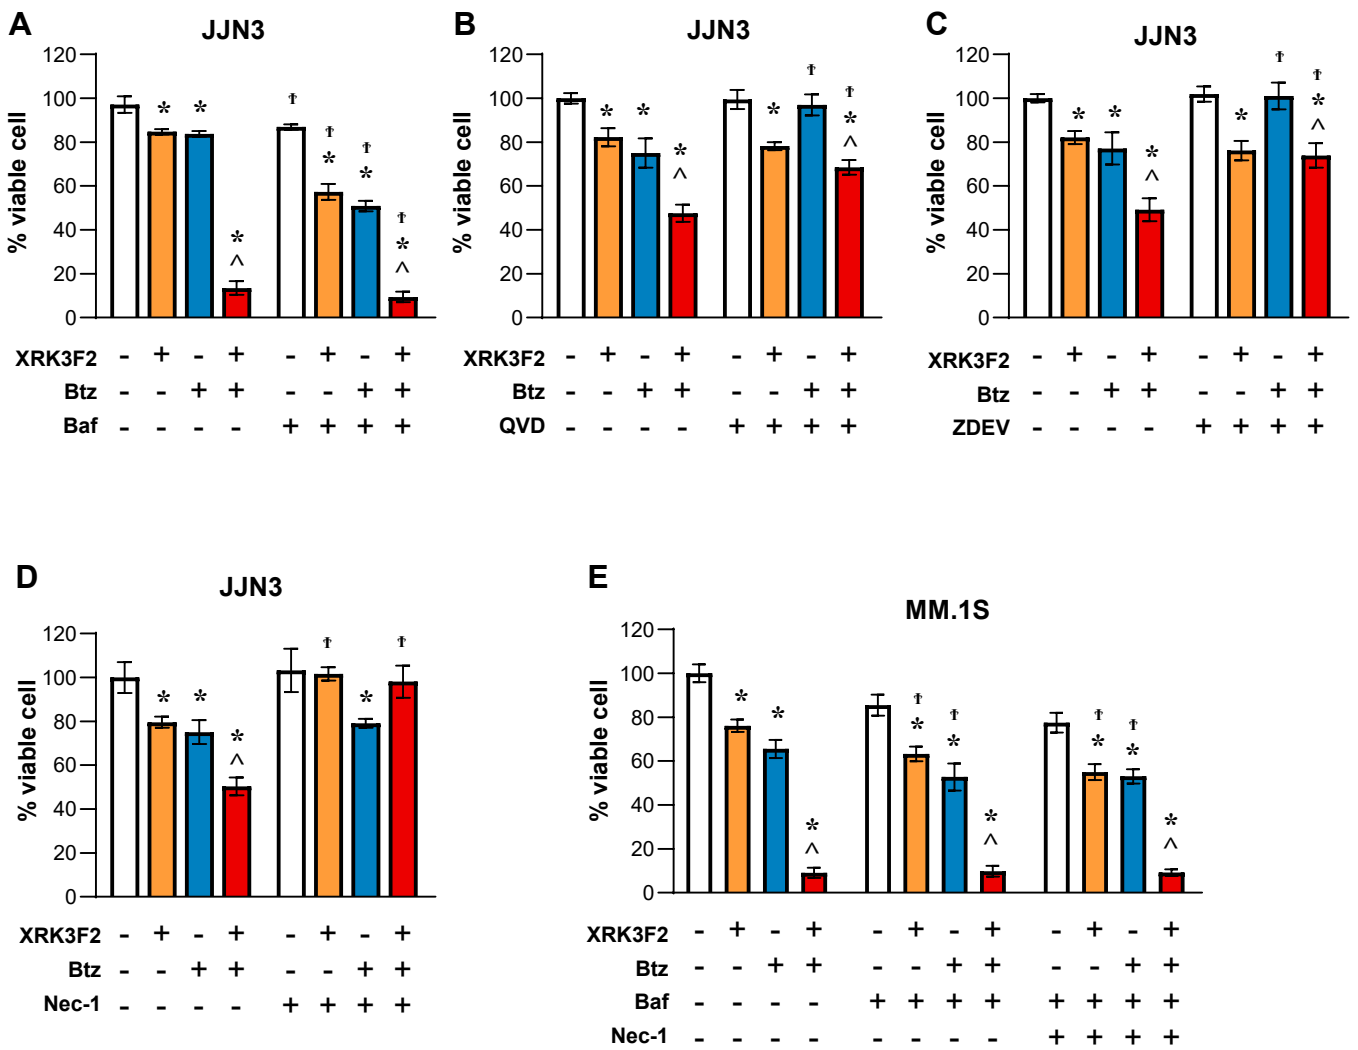 A
JJN3
% viable cell
120
100
80
60
40
20
0
* * * ^ † † * † * † * ^
XRK3F2 - + - + - + - +
Btz - - + + - - + +
Baf - - - - + + + +
B
JJN3
% viable cell
120
100
80
60
40
20
0
* * * ^ * † † * ^
XRK3F2 - + - + - + - +
Btz - - + + - - + +
QVD - - - - + + + +
C
JJN3
% viable cell
120
100
80
60
40
20
0
* * * ^ * † † * ^
XRK3F2 - + - + - + - +
Btz - - + + - - + +
ZDEV - - - - + + + +
D
JJN3
% viable cell
120
100
80
60
40
20
0
* * * ^ † * †
XRK3F2 - + - + - + - +
Btz - - + + - - + +
Nec-1 - - - - + + + +
E
MM.1S
% viable cell
120
100
80
60
40
20
0
* * * ^ † * † * * ^ † * † * * ^
XRK3F2 - + - + - + - + - + - +
Btz - - + + - - + + - - + +
Baf - - - - + + + + + + + +
Nec-1 - - - - - - - - + + + +